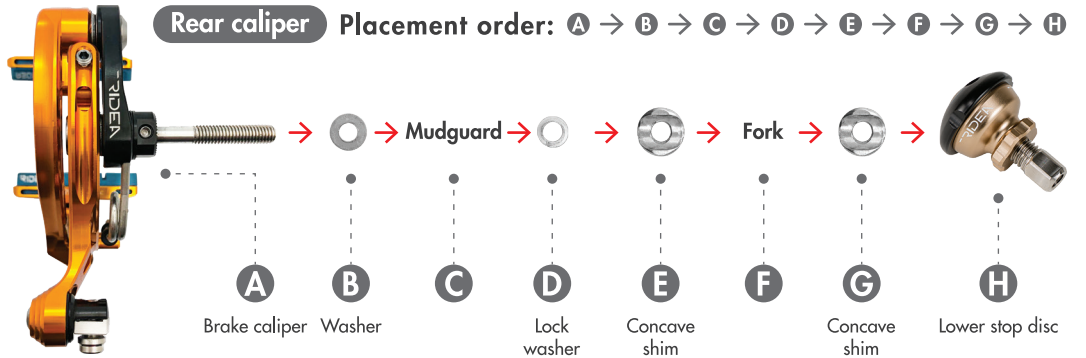 Rear caliper Placement order: A → B → C → D → E → F → G → H
RIDEA
Mudguard Fork
RIDEA
A B C D E F G H
Brake caliper Washer Lock washer Concave shim Concave shim Lower stop disc